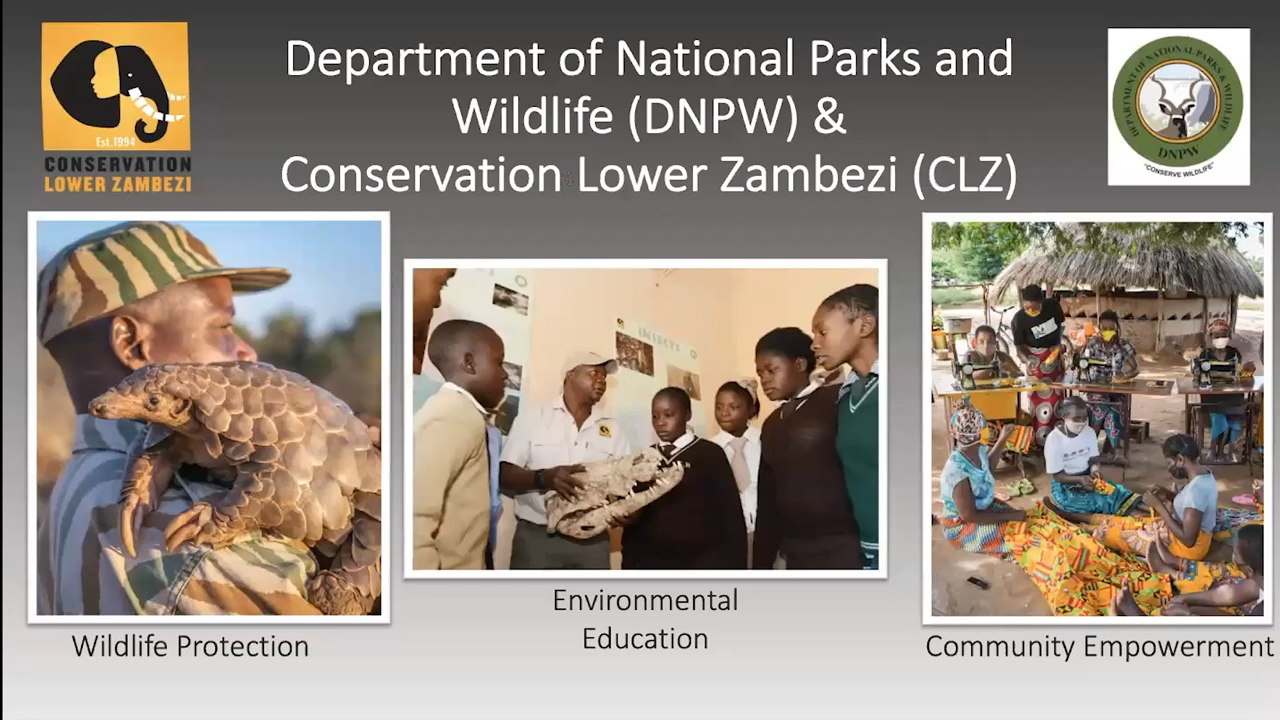 Department of National Parks and
Wildlife (DNPW) &
Conservation Lower Zambezi (CLZ)
Est.1994
CONSERVATION
LOWER ZAMBEZI
DEPARTMENT OF NATIONAL PARKS & WILDLIFE
DNPW
"CONSERVE WILDLIFE"
INSECTS
Wildlife Protection
Environmental
Education
Community Empowerment